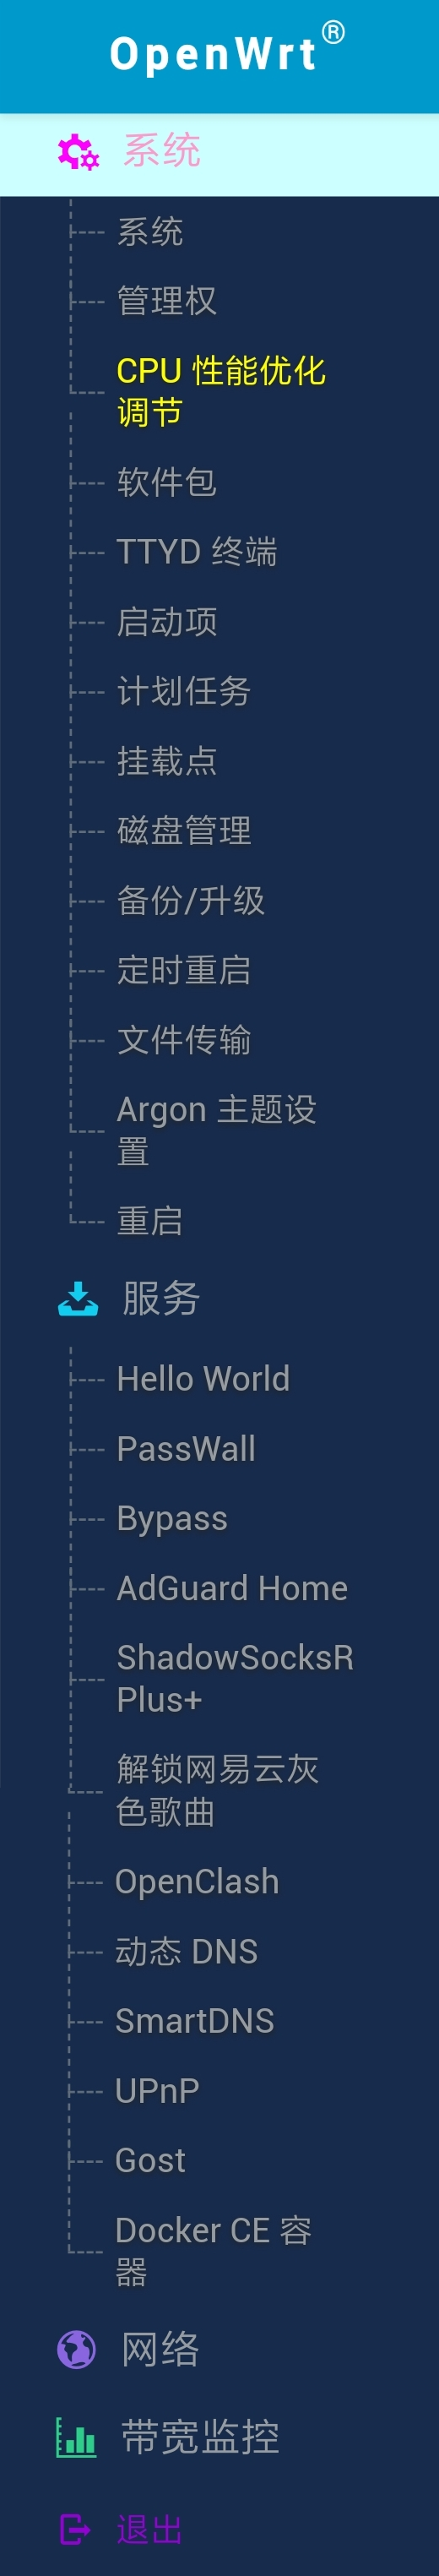 OpenWrt®
系统
系统
管理权
CPU 性能优化
调节
软件包
TTYD 终端
启动项
计划任务
挂载点
磁盘管理
备份/升级
定时重启
文件传输
Argon 主题设
置
重启
服务
Hello World
PassWall
Bypass
AdGuard Home
ShadowSocksR
Plus+
解锁网易云灰
色歌曲
OpenClash
动态 DNS
SmartDNS
UPnP
Gost
Docker CE 容
器
网络
带宽监控
退出